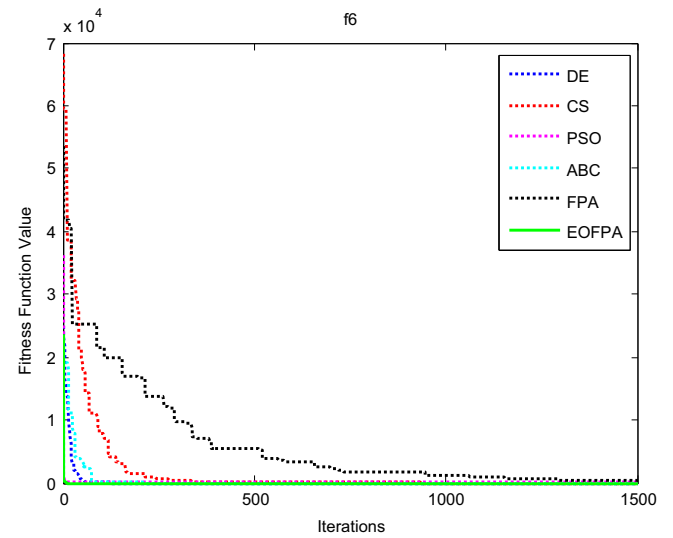 f6
x 10^4
7
6
5
4
3
2
1
0
0 500 1000 1500
Fitness Function Value
Iterations
DE
CS
PSO
ABC
FPA
EOFPA